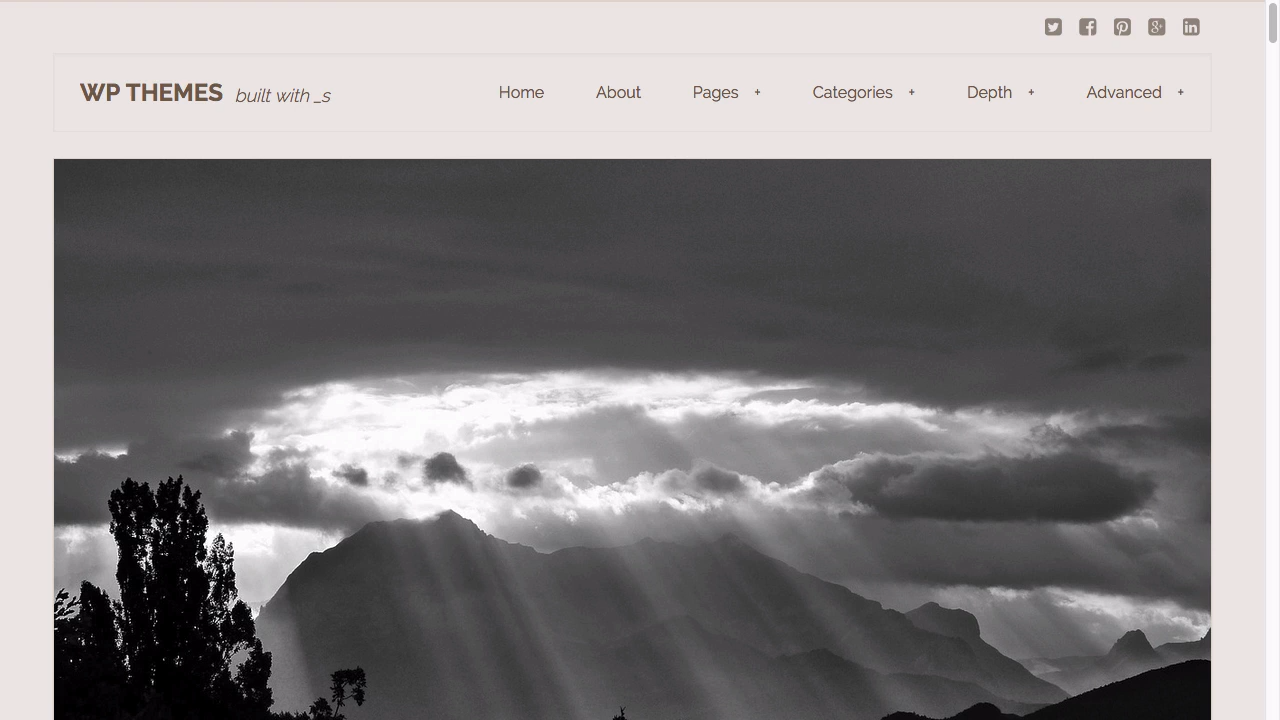 WP THEMES built with _s Home About Pages + Categories + Depth + Advanced +